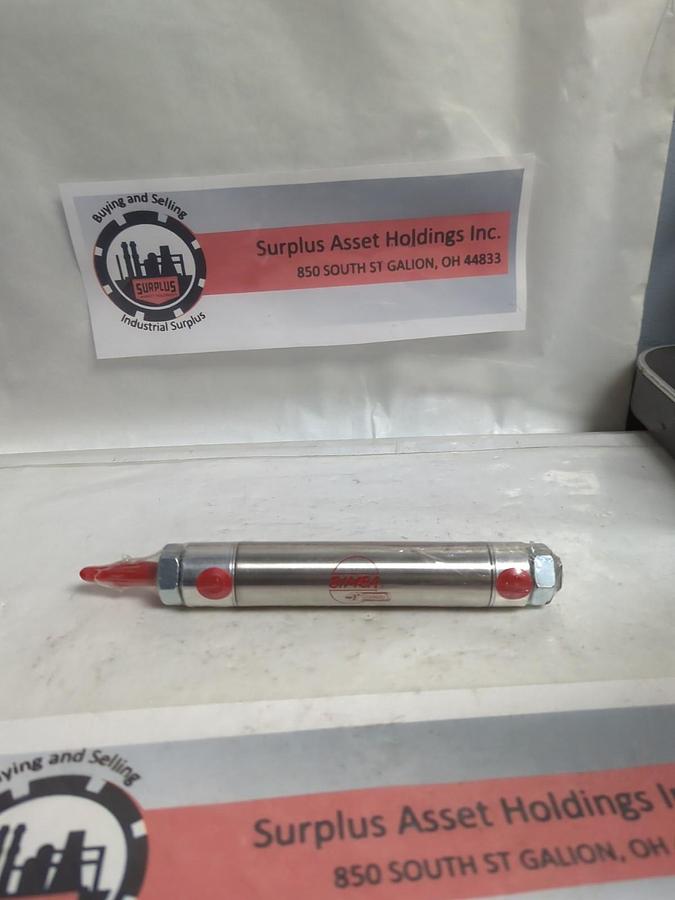 Buying and Selling
Surplus Asset Holdings Inc.
850 SOUTH ST GALION, OH 44833
SURPLUS
Industrial Surplus
BIMBA
ying and Selling
Surplus Asset Holdings I
850 SOUTH ST GALION, OH